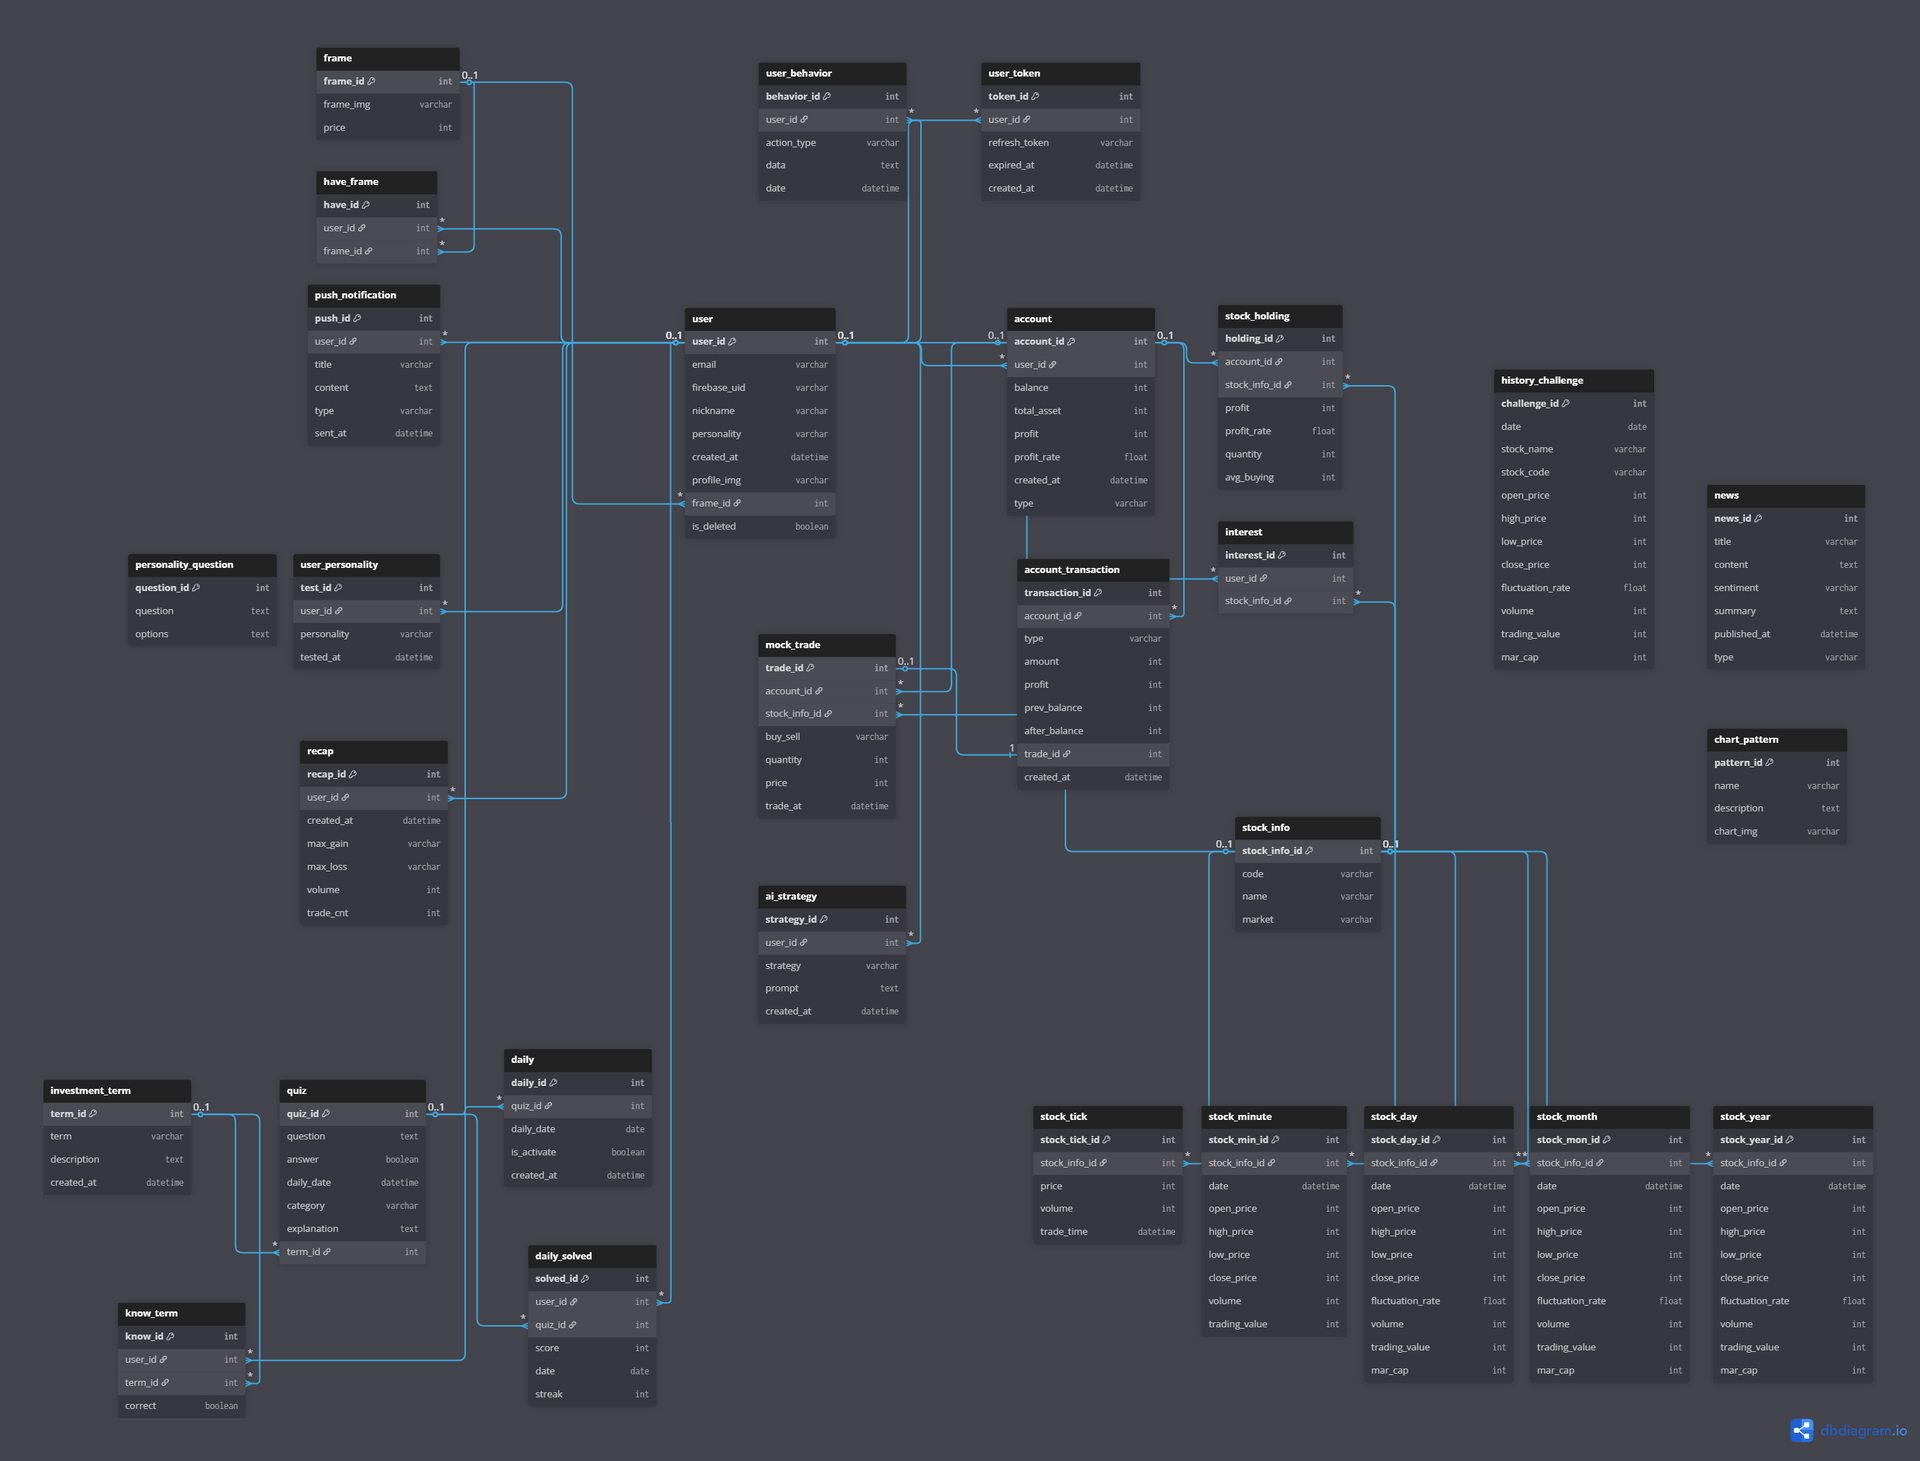 frame
frame_id int
frame_img varchar
price int
0..1
have_frame
have_id int
user_id int
frame_id int
*
*
push_notification
push_id int
user_id int
title varchar
content text
type varchar
sent_at datetime
*
user_behavior
behavior_id int
user_id int
action_type varchar
data text
date datetime
*
user_token
token_id int
user_id int
refresh_token varchar
expired_at datetime
created_at datetime
*
user
user_id int
email varchar
firebase_uid varchar
nickname varchar
personality varchar
created_at datetime
profile_img varchar
frame_id int
is_deleted boolean
0..1
0..1
*
account
account_id int
user_id int
balance int
total_asset int
profit int
profit_rate float
created_at datetime
type varchar
0..1
0..1
*
stock_holding
holding_id int
account_id int
stock_info_id int
profit int
profit_rate float
quantity int
avg_buying int
*
*
history_challenge
challenge_id int
date date
stock_name varchar
stock_code varchar
open_price int
high_price int
low_price int
close_price int
fluctuation_rate float
volume int
trading_value int
mar_cap int
news
news_id int
title varchar
content text
sentiment varchar
summary text
published_at datetime
type varchar
personality_question
question_id int
question text
options text
user_personality
test_id int
user_id int
personality varchar
tested_at datetime
*
interest
interest_id int
user_id int
stock_info_id int
*
*
account_transaction
transaction_id int
account_id int
type varchar
amount int
profit int
prev_balance int
after_balance int
trade_id int
created_at datetime
*
1
mock_trade
trade_id int
account_id int
stock_info_id int
buy_sell varchar
quantity int
price int
trade_at datetime
0..1
*
*
recap
recap_id int
user_id int
created_at datetime
max_gain varchar
max_loss varchar
volume int
trade_cnt int
*
chart_pattern
pattern_id int
name varchar
description text
chart_img varchar
stock_info
stock_info_id int
code varchar
name varchar
market varchar
0..1
0..1
ai_strategy
strategy_id int
user_id int
strategy varchar
prompt text
created_at datetime
*
investment_term
term_id int
term varchar
description text
created_at datetime
0..1
quiz
quiz_id int
question text
answer boolean
daily_date datetime
category varchar
explanation text
term_id int
0..1
*
daily
daily_id int
quiz_id int
daily_date date
is_activate boolean
created_at datetime
*
daily_solved
solved_id int
user_id int
quiz_id int
score int
date date
streak int
*
*
know_term
know_id int
user_id int
term_id int
correct boolean
*
*
stock_tick
stock_tick_id int
stock_info_id int
price int
volume int
trade_time datetime
*
stock_minute
stock_min_id int
stock_info_id int
date datetime
open_price int
high_price int
low_price int
close_price int
volume int
trading_value int
*
stock_day
stock_day_id int
stock_info_id int
date datetime
open_price int
high_price int
low_price int
close_price int
fluctuation_rate float
volume int
trading_value int
mar_cap int
*
*
stock_month
stock_mon_id int
stock_info_id int
date datetime
open_price int
high_price int
low_price int
close_price int
fluctuation_rate float
volume int
trading_value int
mar_cap int
stock_year
stock_year_id int
stock_info_id int
date datetime
open_price int
high_price int
low_price int
close_price int
fluctuation_rate float
volume int
trading_value int
mar_cap int
*
dbdiagram.io